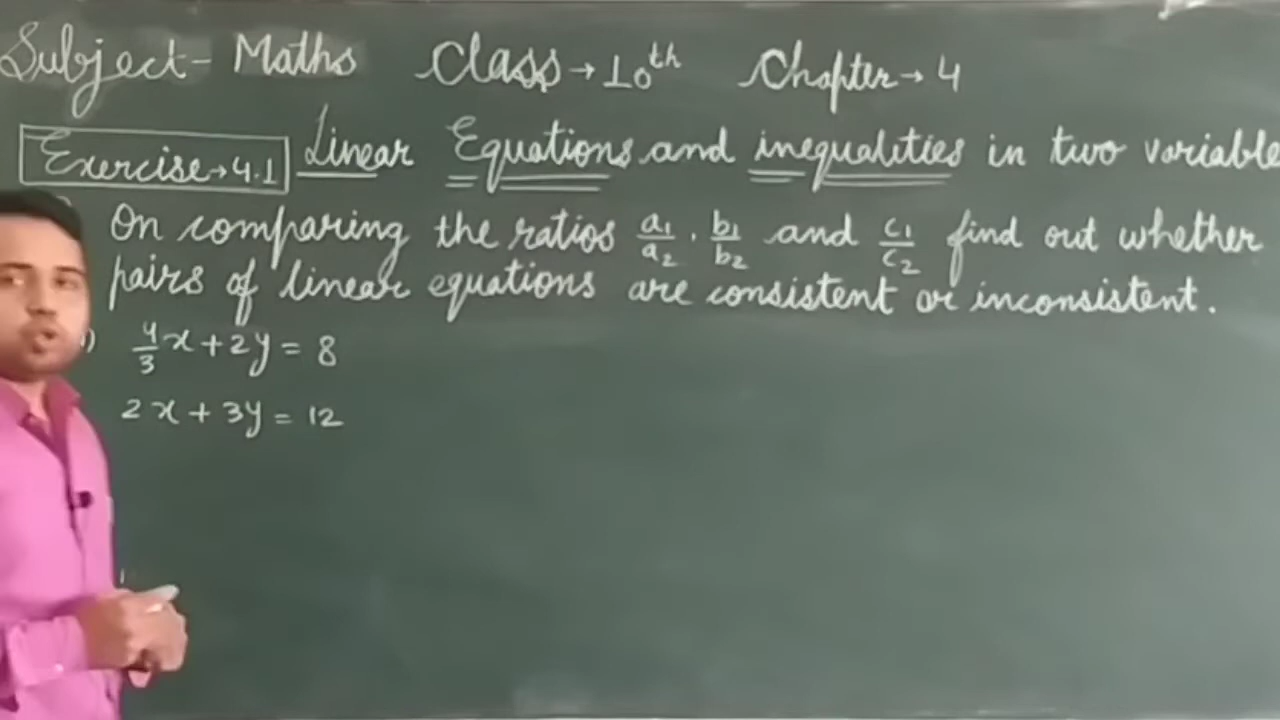 Subject- Maths Class→10th Chapter→4
Exercise→4.1 Linear Equations and inequalities in two variable
On comparing the ratios a₁/a₂, b₁/b₂ and c₁/c₂ find out whether
pairs of linear equations are consistent or inconsistent.
4/3x+2y=8
2x+3y=12